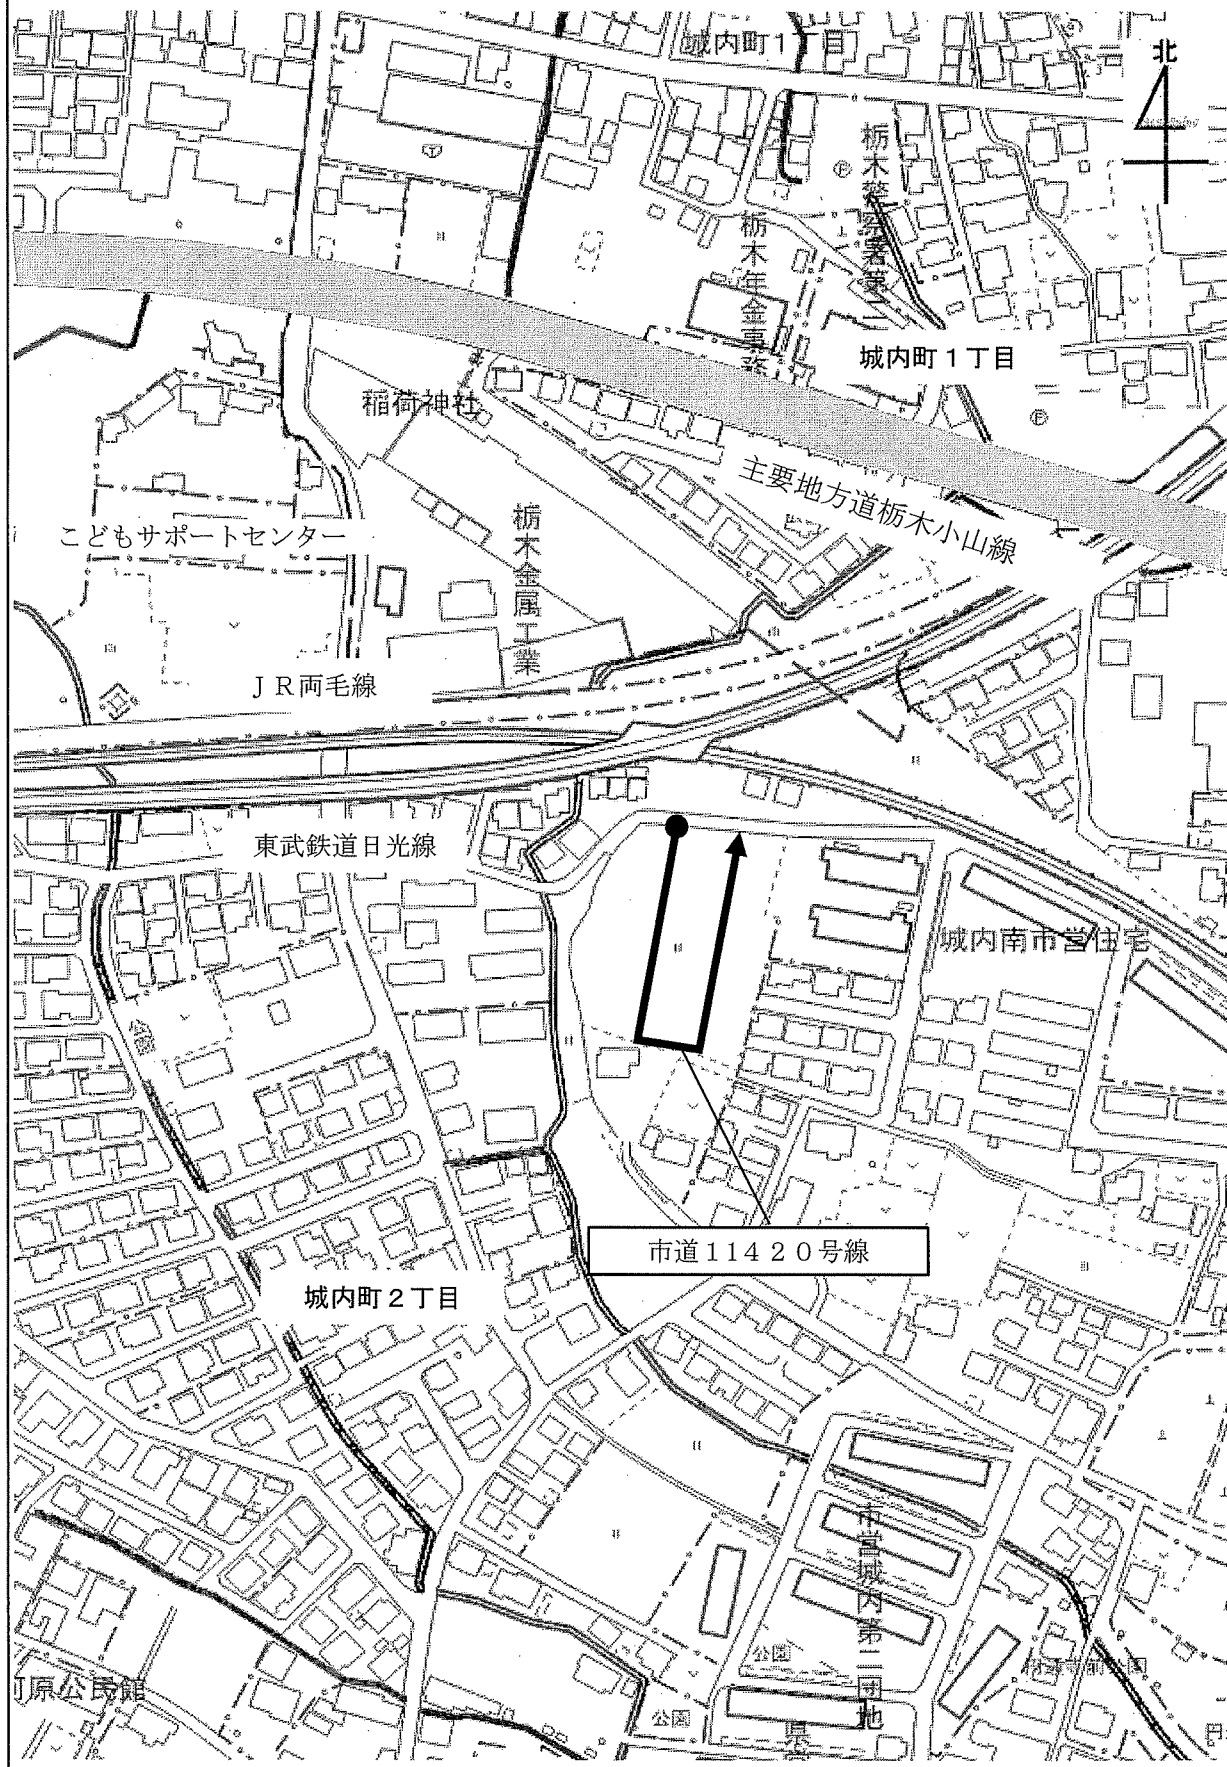 城内町1丁目
北
栃木警察署第二
栃木年金事務
城内町1丁目
稲荷神社
主要地方道栃木小山線
こどもサポートセンター
栃木金属工業
JR両毛線
東武鉄道日光線
城内南市営住宅
市道11420号線
城内町2丁目
市営城内第二団地
公園
公園
河原公民館